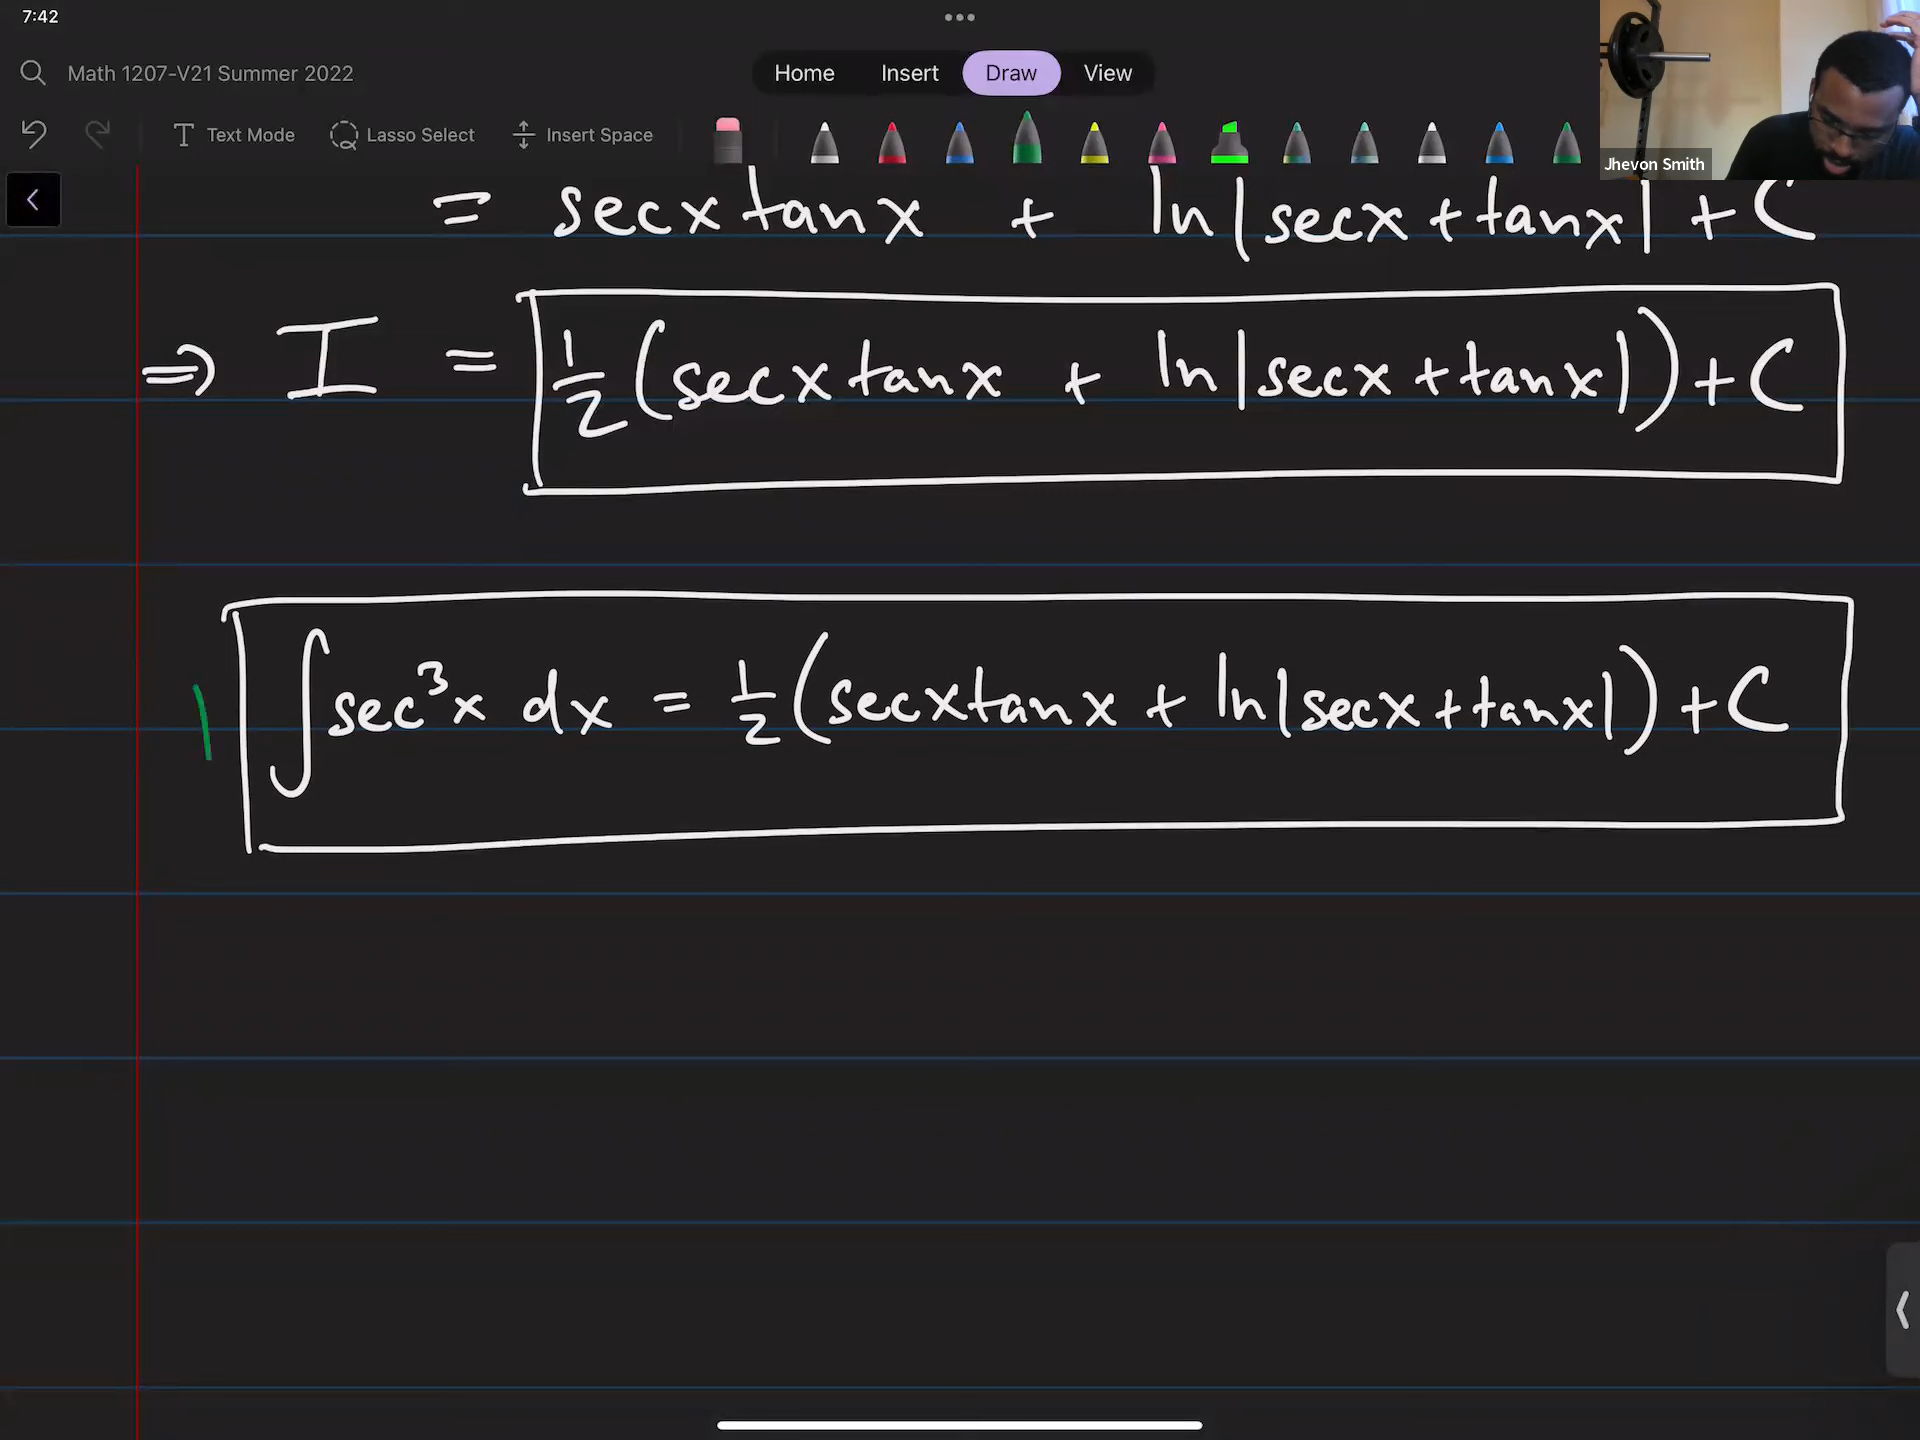 7:42
Math 1207-V21 Summer 2022
Home Insert Draw View
Text Mode Lasso Select Insert Space
Jhevon Smith
= secx tanx + ln|secx + tanx| + C
⇒ I = 1/2 (secx tanx + ln|secx + tanx|) + C
∫ sec³x dx = 1/2 (secxtanx + ln|secx + tanx|) + C